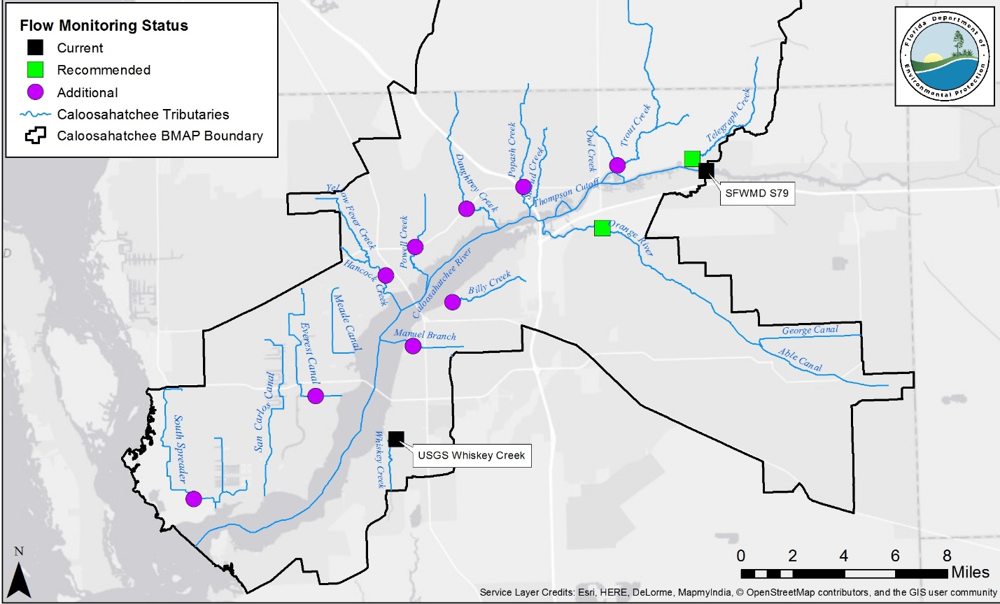 Flow Monitoring Status
Current
Recommended
Additional
Caloosahatchee Tributaries
Caloosahatchee BMAP Boundary
Florida Department of
Environmental Protection
Telegraph Creek
Trout Creek
Owl Creek
Popash Creek
Creek
Daughtrey Creek
Thompson Cutoff
SFWMD S79
Yellow Fever Creek
Powell Creek
Hancock Creek
Orange River
Caloosahatchee River
Billy Creek
Meade Canal
Everest Canal
Manuel Branch
George Canal
Able Canal
San Carlos Canal
South Spreader
Whiskey Creek
USGS Whiskey Creek
N
0 2 4 6 8
Miles
Service Layer Credits: Esri, HERE, DeLorme, MapmyIndia, © OpenStreetMap contributors, and the GIS user community